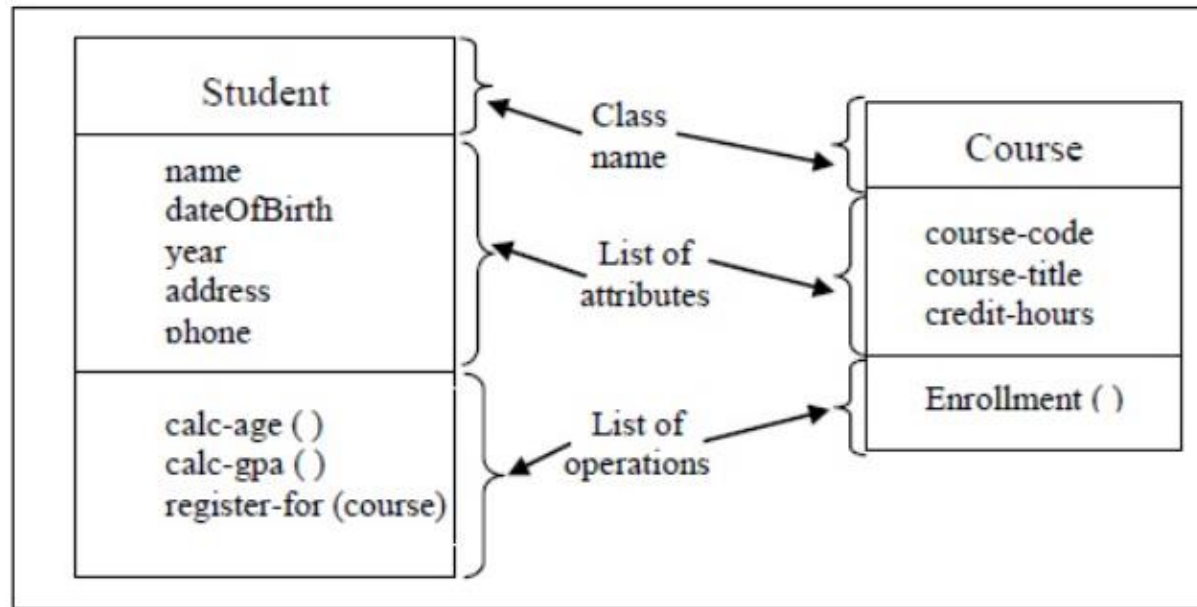 Student
name
dateOfBirth
year
address
phone
calc-age ( )
calc-gpa ( )
register-for (course)
Class
name
List of
attributes
List of
operations
Course
course-code
course-title
credit-hours
Enrollment ( )